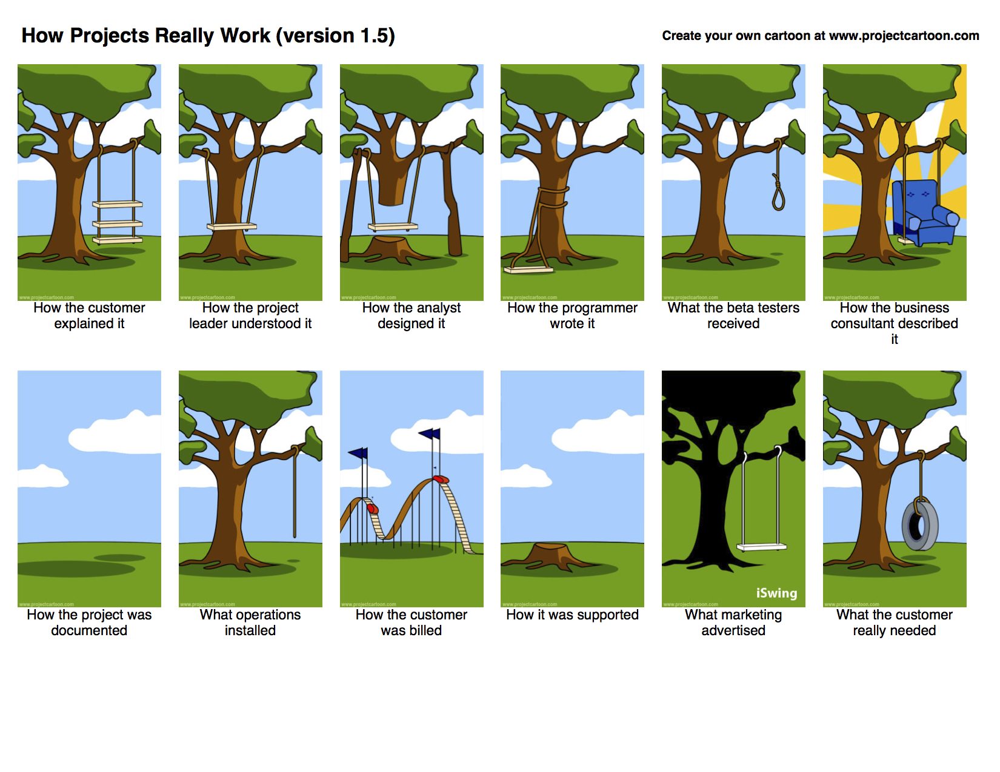 How Projects Really Work (version 1.5)
Create your own cartoon at www.projectcartoon.com
www.projectcartoon.com
www.projectcartoon.com
www.projectcartoon.com
www.projectcartoon.com
www.projectcartoon.com
www.projectcartoon.com
How the customer
explained it
How the project
leader understood it
How the analyst
designed it
How the programmer
wrote it
What the beta testers
received
How the business
consultant described
it
iSwing
www.projectcartoon.com
www.projectcartoon.com
www.projectcartoon.com
www.projectcartoon.com
www.projectcartoon.com
www.projectcartoon.com
How the project was
documented
What operations
installed
How the customer
was billed
How it was supported
What marketing
advertised
What the customer
really needed